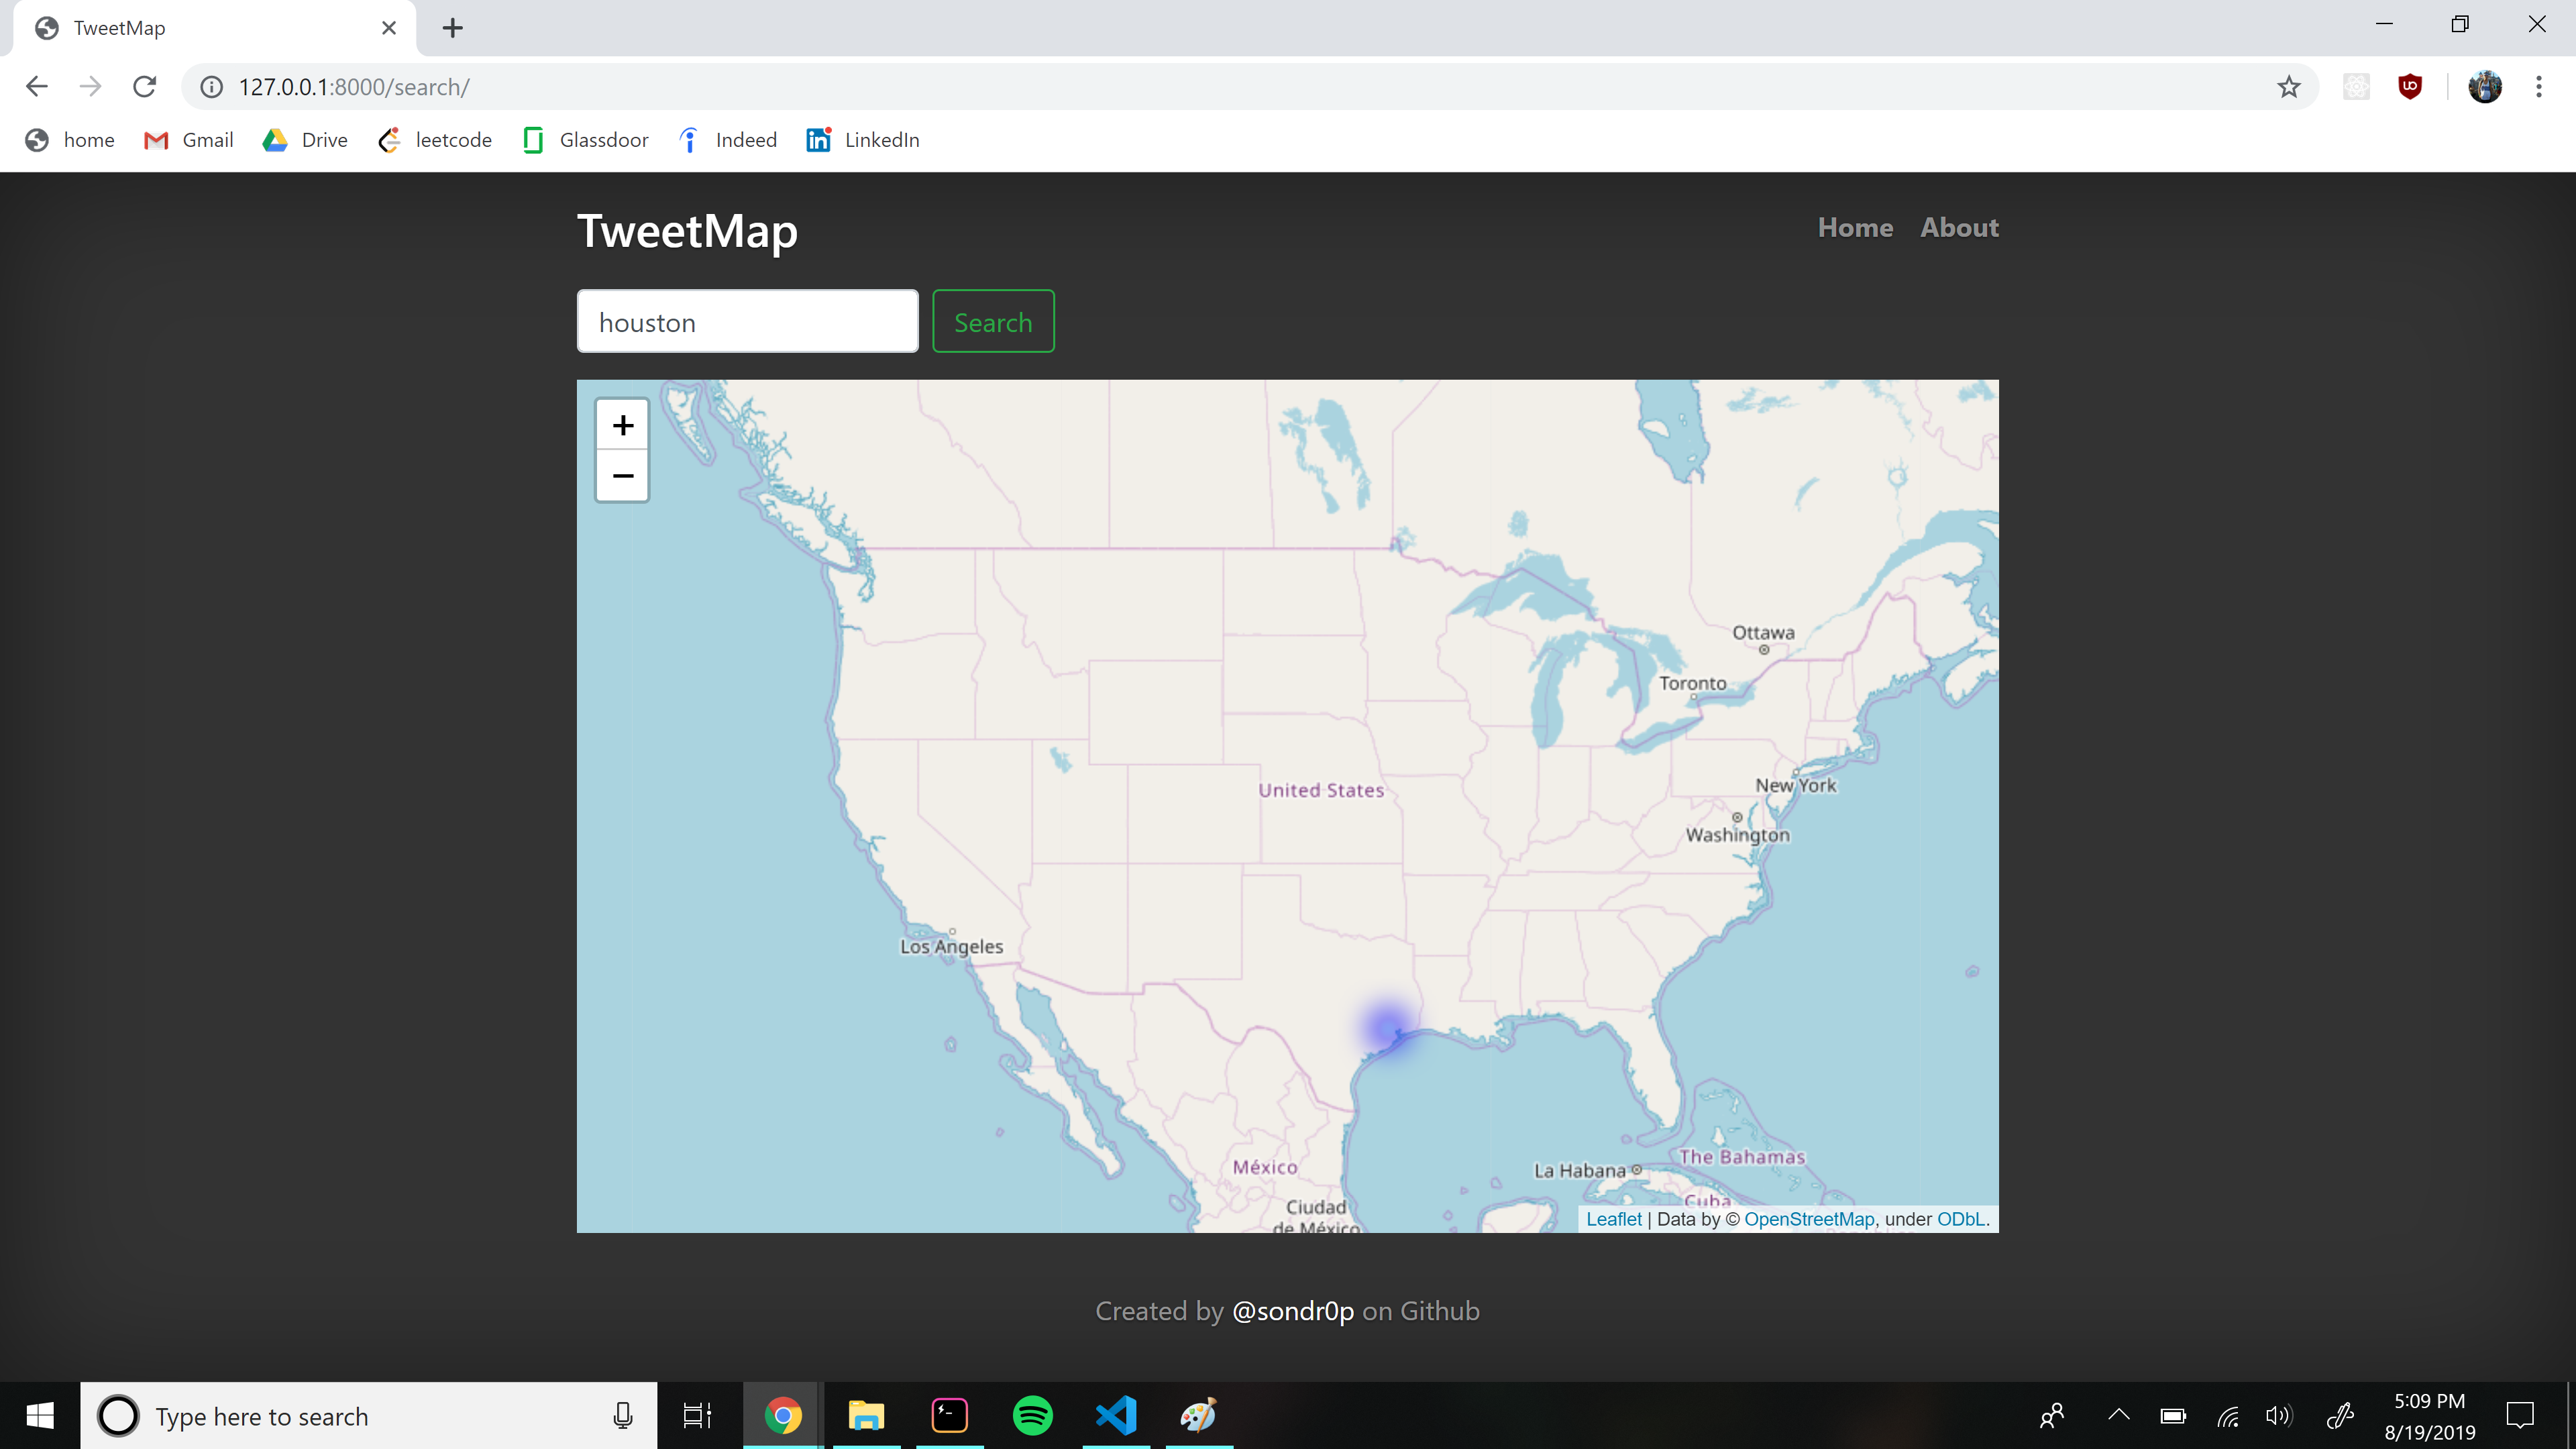 TweetMap
127.0.0.1:8000/search/
home Gmail Drive leetcode Glassdoor Indeed LinkedIn
TweetMap
Home About
houston Search
+
−
Ottawa
Toronto
United States
New York
Washington
Los Angeles
México
La Habana
The Bahamas
Cuba
Ciudad
de México
Leaflet | Data by © OpenStreetMap, under ODbL.
Created by @sondr0p on Github
Type here to search
5:09 PM
8/19/2019